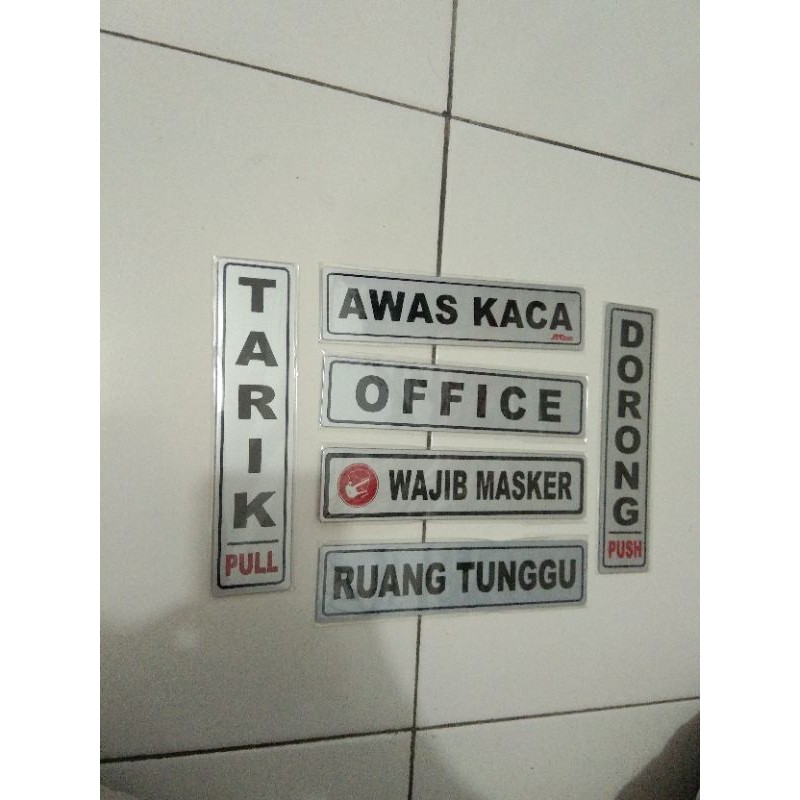 TARIK
PULL
AWAS KACA
OFFICE
WAJIB MASKER
RUANG TUNGGU
DORONG
PUSH